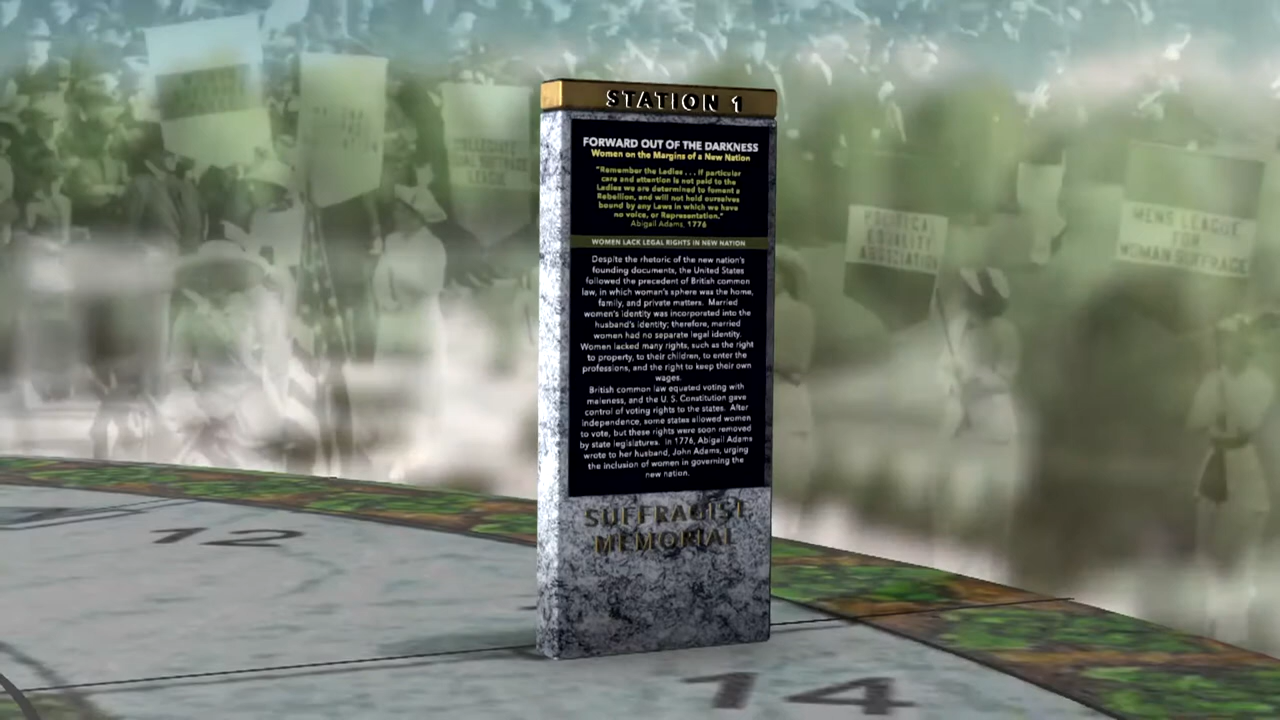 STATION 1
FORWARD OUT OF THE DARKNESS
Women on the Margins of a New Nation
"Remember the Ladies . . . If particular
care and attention is not paid to the
Ladies we are determined to foment a
Rebellion, and will not hold ourselves
bound by any Laws in which we have
no voice, or Representation."
Abigail Adams, 1776
WOMEN LACK LEGAL RIGHTS IN NEW NATION
Despite the rhetoric of the new nation's
founding documents, the United States
followed the precedent of British common
law, in which woman's sphere was the home,
family, and private matters. Married
women's identity was incorporated into the
husband's identity; therefore, married
women had no separate legal identity.
Women lacked many rights, such as the right
to property, to their children, to enter the
professions, and the right to keep their own
wages.
British common law equated voting with
maleness, and the U. S. Constitution gave
control of voting rights to the states. After
independence, some states allowed women
to vote, but these rights were soon removed
by state legislatures. In 1776, Abigail Adams
wrote to her husband, John Adams, urging
the inclusion of women in governing the
new nation.
SUFFRAGIST
MEMORIAL
12
14
COLLEGIATE
EQUAL SUFFRAGE
LEAGUE
POLITICAL
EQUALITY
ASSOCIATION
MEN'S LEAGUE
FOR
WOMAN SUFFRAGE